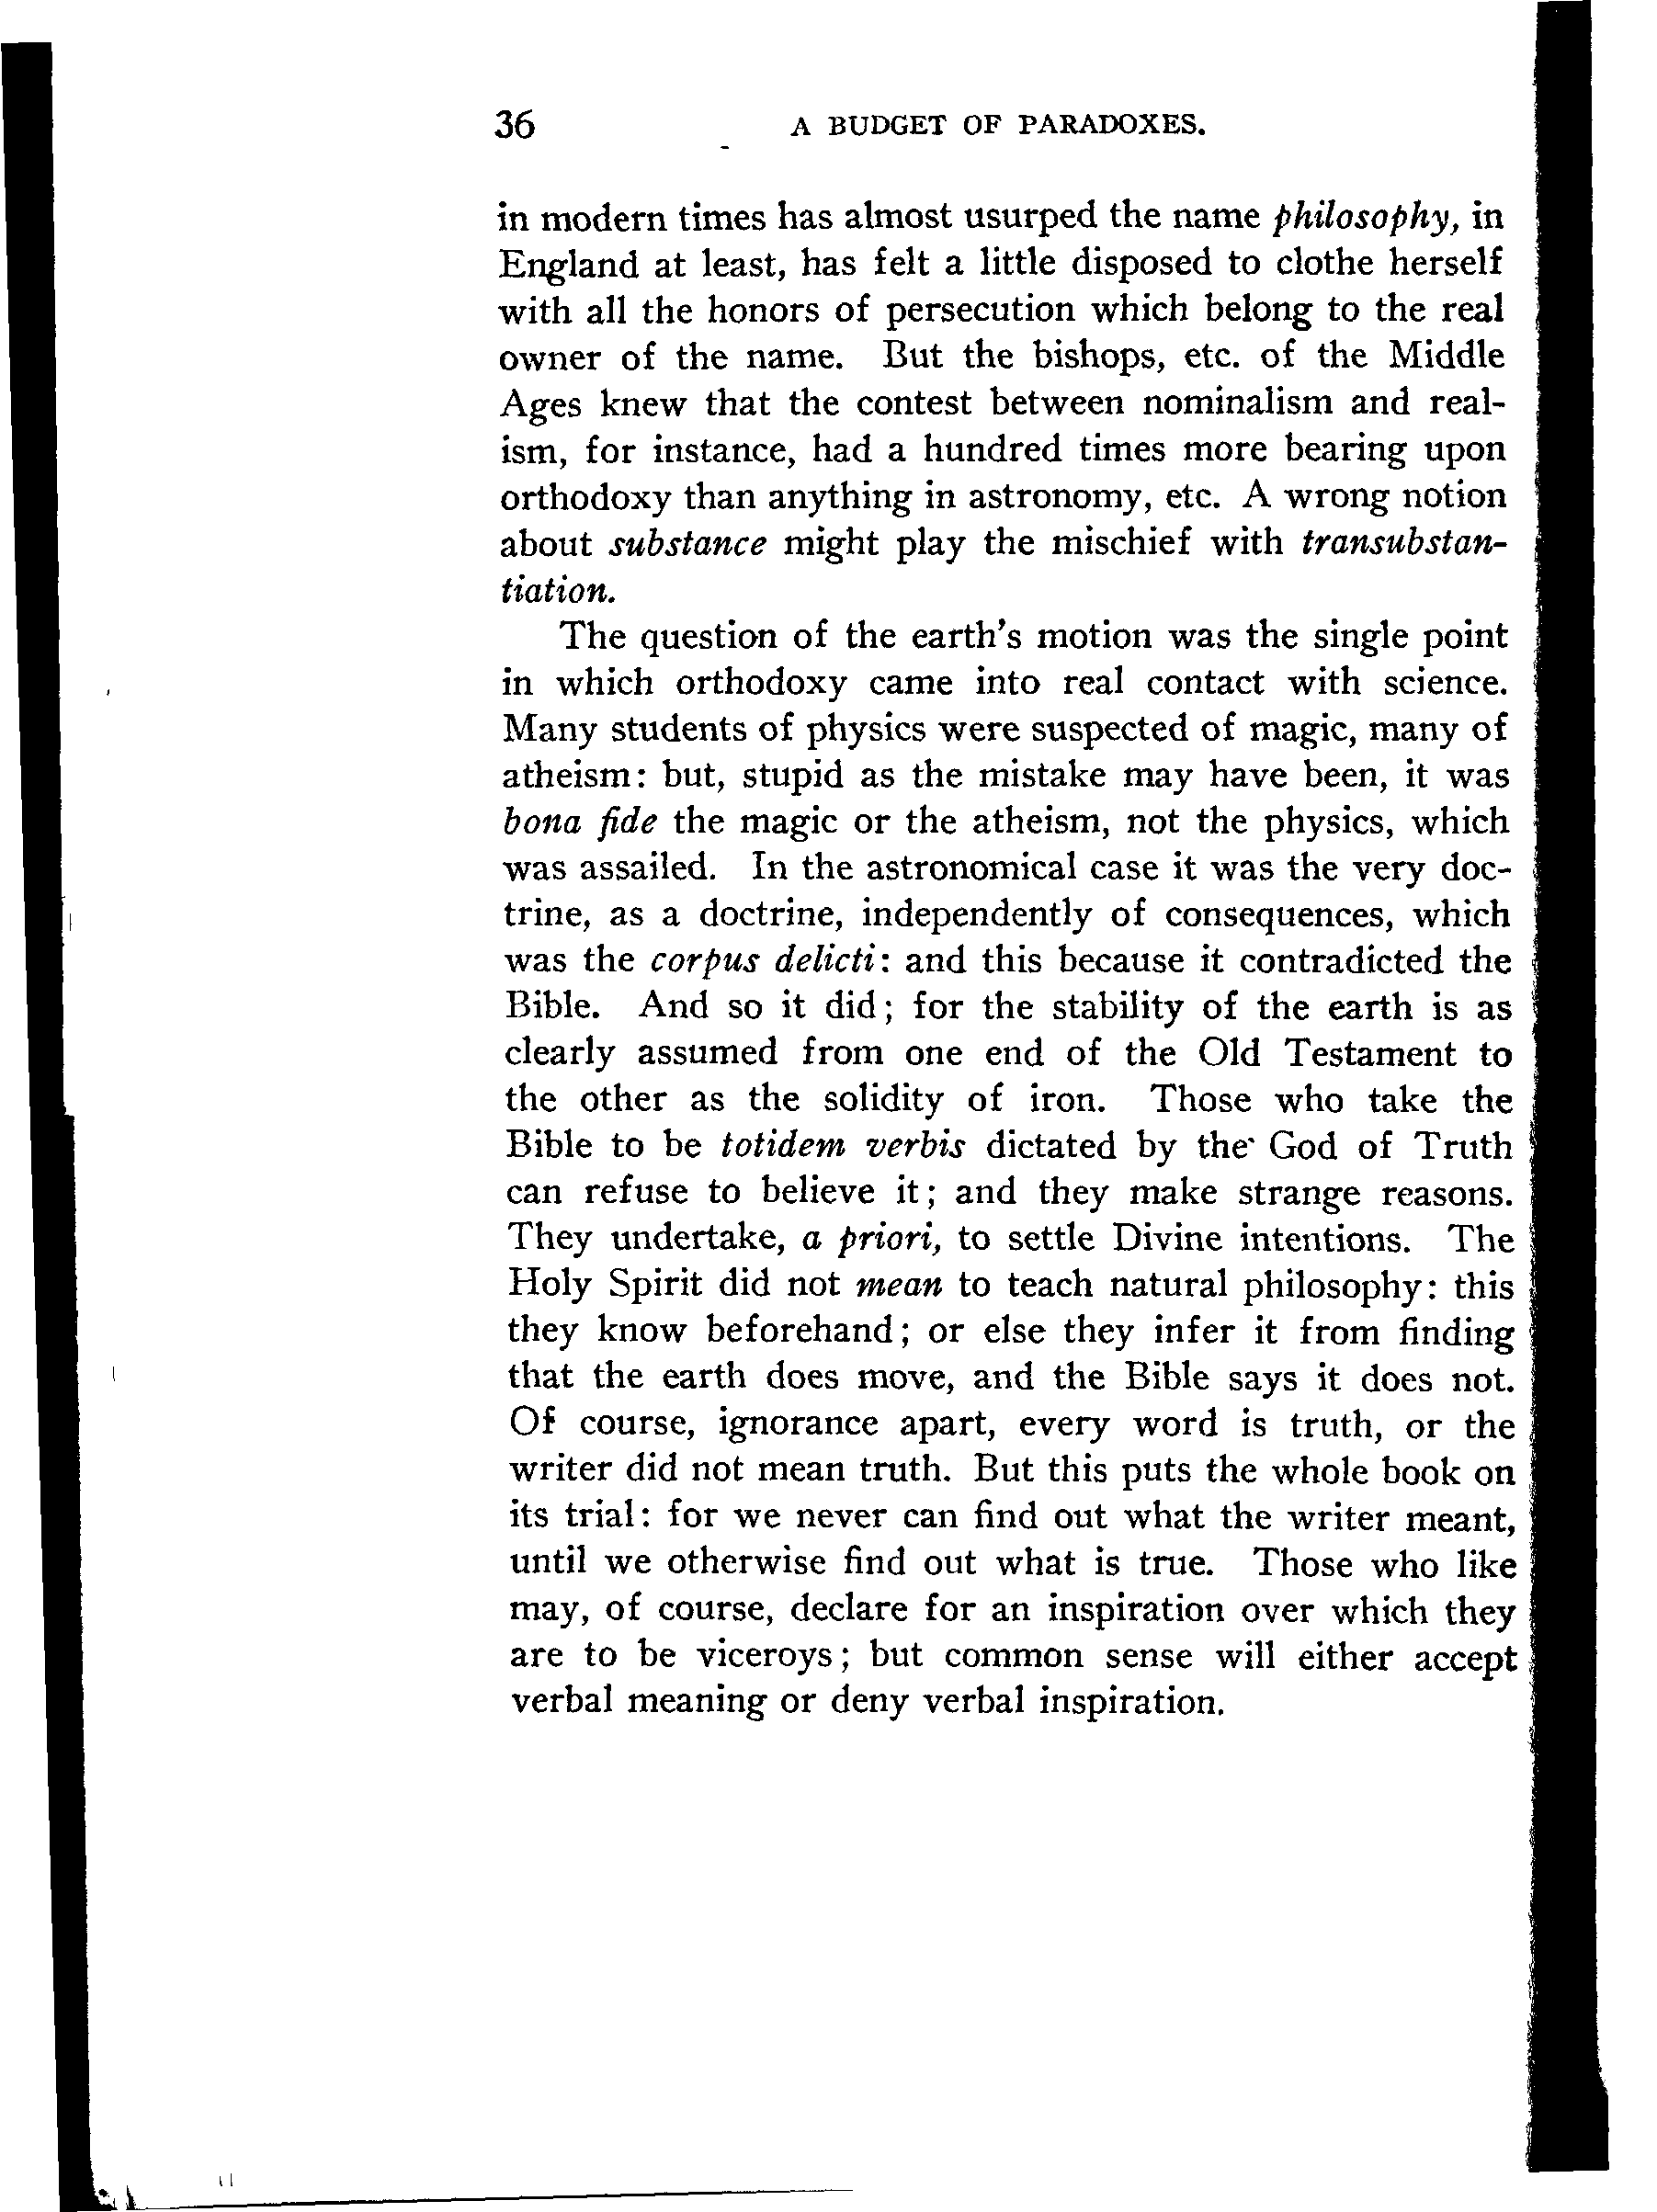 36 A BUDGET OF PARADOXES.
in modern times has almost usurped the name philosophy, in
England at least, has felt a little disposed to clothe herself
with all the honors of persecution which belong to the real
owner of the name. But the bishops, etc. of the Middle
Ages knew that the contest between nominalism and real-
ism, for instance, had a hundred times more bearing upon
orthodoxy than anything in astronomy, etc. A wrong notion
about substance might play the mischief with transubstan-
tiation.
The question of the earth's motion was the single point
in which orthodoxy came into real contact with science.
Many students of physics were suspected of magic, many of
atheism: but, stupid as the mistake may have been, it was
bona fide the magic or the atheism, not the physics, which
was assailed. In the astronomical case it was the very doc-
trine, as a doctrine, independently of consequences, which
was the corpus delicti: and this because it contradicted the
Bible. And so it did; for the stability of the earth is as
clearly assumed from one end of the Old Testament to
the other as the solidity of iron. Those who take the
Bible to be totidem verbis dictated by the God of Truth
can refuse to believe it; and they make strange reasons.
They undertake, a priori, to settle Divine intentions. The
Holy Spirit did not mean to teach natural philosophy: this
they know beforehand; or else they infer it from finding
that the earth does move, and the Bible says it does not.
Of course, ignorance apart, every word is truth, or the
writer did not mean truth. But this puts the whole book on
its trial: for we never can find out what the writer meant,
until we otherwise find out what is true. Those who like
may, of course, declare for an inspiration over which they
are to be viceroys; but common sense will either accept
verbal meaning or deny verbal inspiration.